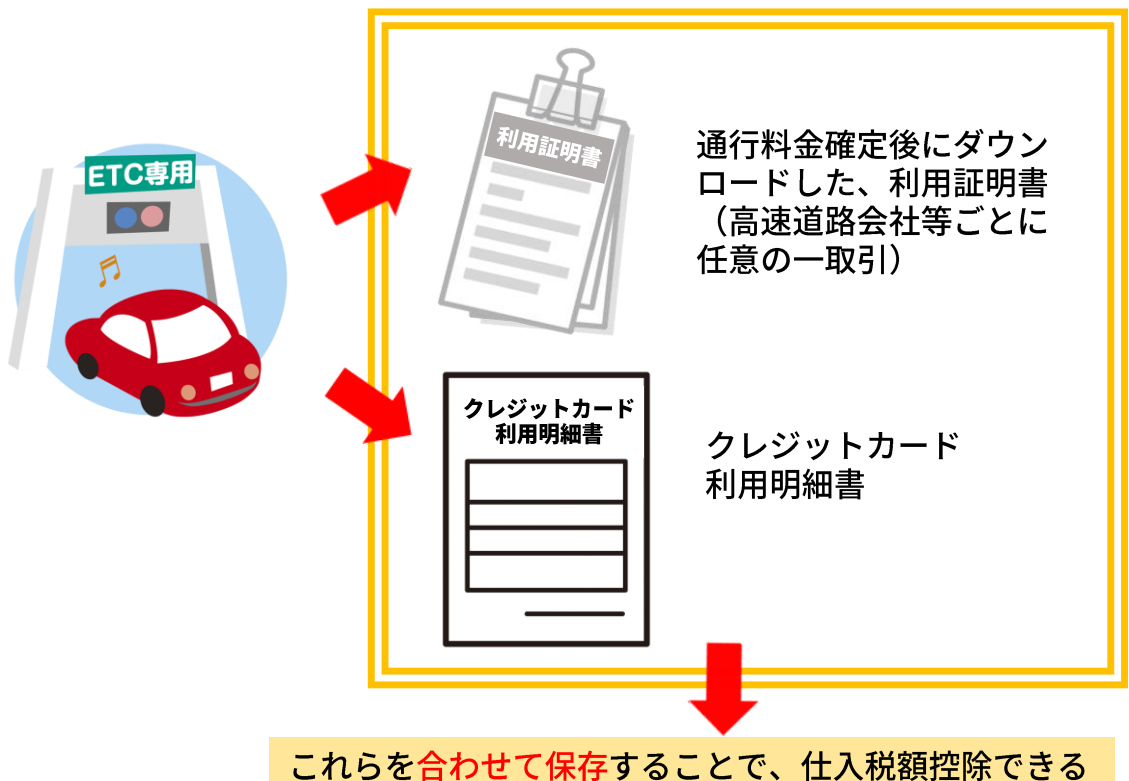 ETC専用
利用証明書
通行料金確定後にダウン
ロードした、利用証明書
（高速道路会社等ごとに
任意の一取引）
クレジットカード
利用明細書
クレジットカード
利用明細書
これらを合わせて保存することで、仕入税額控除できる